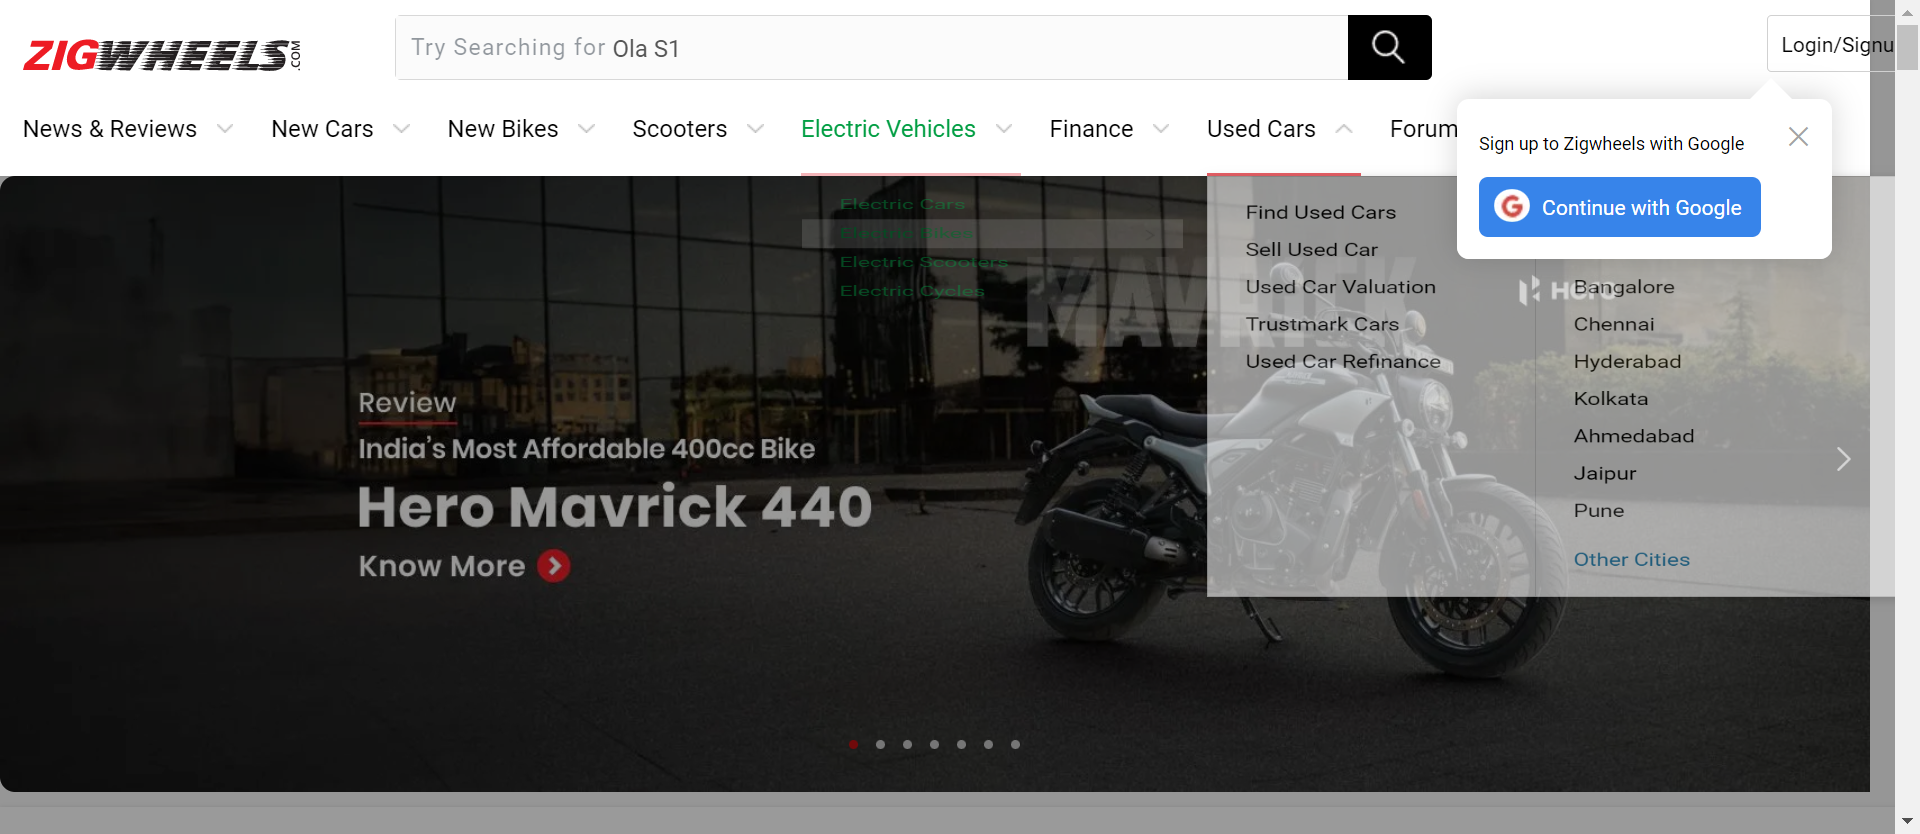 ZIGWHEELS.COM
Try Searching for Ola S1
Login/Signu
News & Reviews
New Cars
New Bikes
Scooters
Electric Vehicles
Finance
Used Cars
Forum
Sign up to Zigwheels with Google
G Continue with Google
Electric Cars
Electric Bikes
Electric Scooters
Electric Cycles
Find Used Cars
Sell Used Car
Used Car Valuation
Trustmark Cars
Used Car Refinance
Bangalore
Chennai
Hyderabad
Kolkata
Ahmedabad
Jaipur
Pune
Other Cities
MAVRICK
Hero
Review
India's Most Affordable 400cc Bike
Hero Mavrick 440
Know More